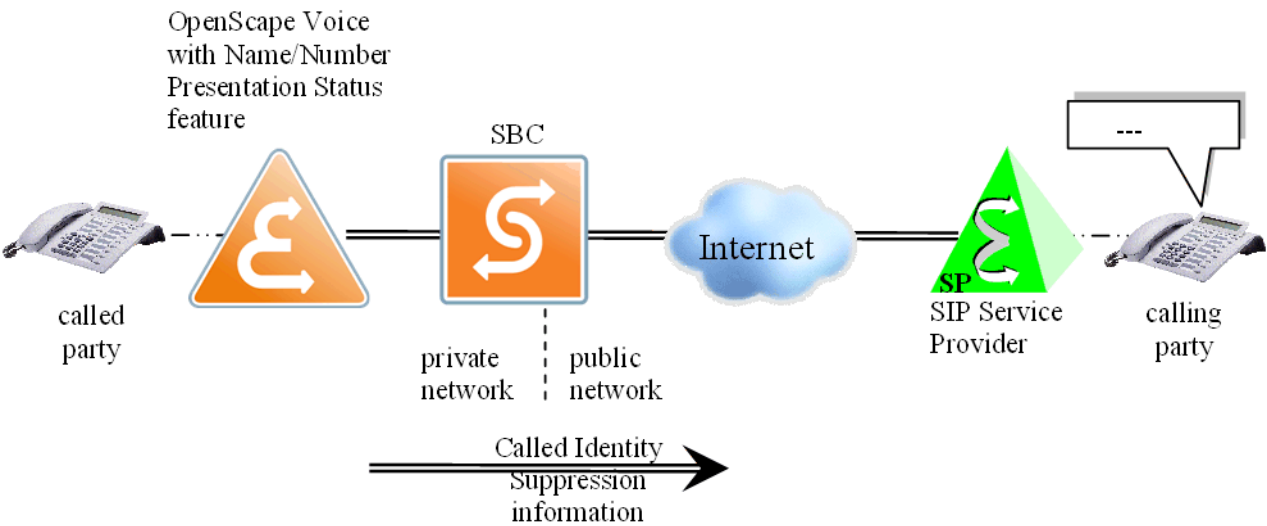 OpenScape Voice
with Name/Number
Presentation Status
feature
SBC
---
Internet
SP
SIP Service
Provider
called
party
calling
party
private
network
public
network
Called Identity
Suppression
information